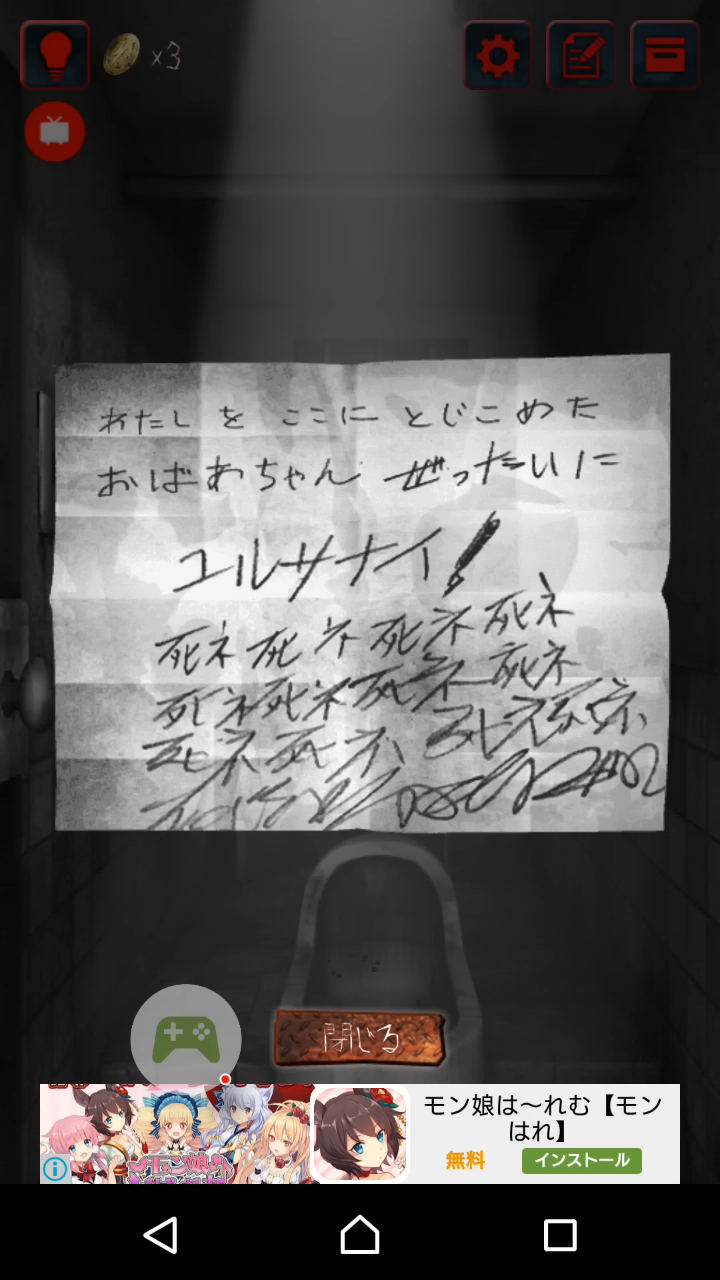 ×3
わたしをここにとじこめた
おばあちゃんぜったいに
ユルサナイ!
死ネ死ネ死ネ死ネ
死ネ死ネ死ネ死ネ
死ネ死ネ死ネ死ネ
閉じる
モン娘は〜れむ【モン
はれ】
無料
インストール